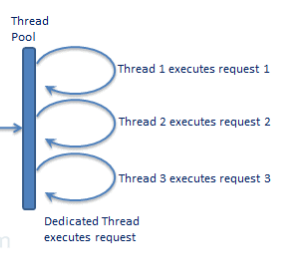 Thread
Pool
Thread 1 executes request 1
Thread 2 executes request 2
Thread 3 executes request 3
Dedicated Thread
executes request
n